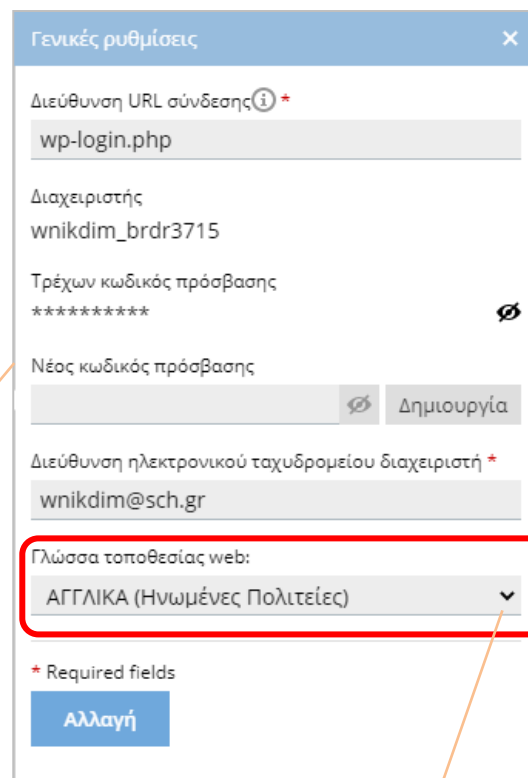 Γενικές ρυθμίσεις ×
Διεύθυνση URL σύνδεσης *
wp-login.php
Διαχειριστής
wnikdim_brdr3715
Τρέχων κωδικός πρόσβασης
**********
Νέος κωδικός πρόσβασης
Δημιουργία
Διεύθυνση ηλεκτρονικού ταχυδρομείου διαχειριστή *
wnikdim@sch.gr
Γλώσσα τοποθεσίας web:
ΑΓΓΛΙΚΑ (Ηνωμένες Πολιτείες)
* Required fields
Αλλαγή